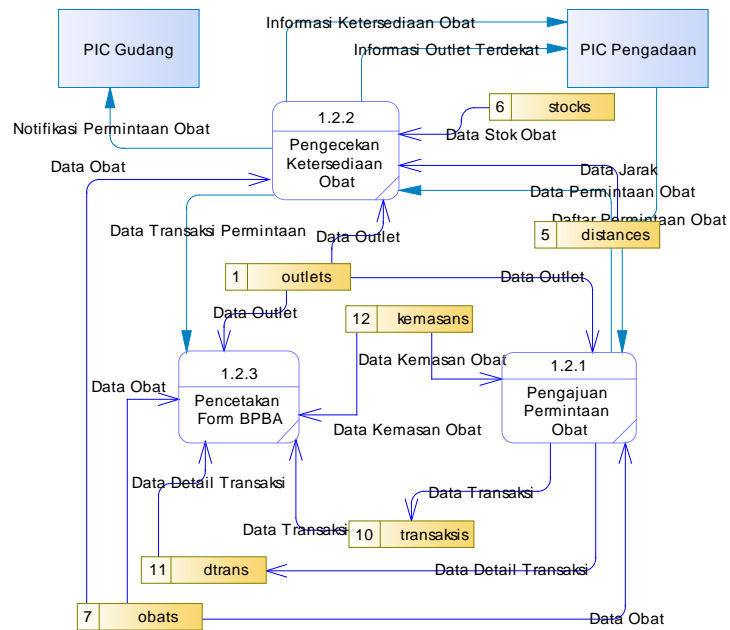 Informasi Ketersediaan Obat
PIC Gudang
Informasi Outlet Terdekat
PIC Pengadaan
6 stocks
1.2.2
Notifikasi Permintaan Obat
Data Stok Obat
Pengecekan
Ketersediaan
Obat
Data Obat
Data Jarak
Data Permintaan Obat
Daftar Permintaan Obat
Data Transaksi Permintaan
Data Outlet
5 distances
1 outlets
Data Outlet
Data Outlet
12 kemasans
Data Kemasan Obat
1.2.3
1.2.1
Data Obat
Pencetakan
Form BPBA
Pengajuan
Permintaan
Obat
Data Kemasan Obat
Data Detail Transaksi
Data Transaksi
Data Transaksi
10 transaksis
11 dtrans
Data Detail Transaksi
7 obats
Data Obat